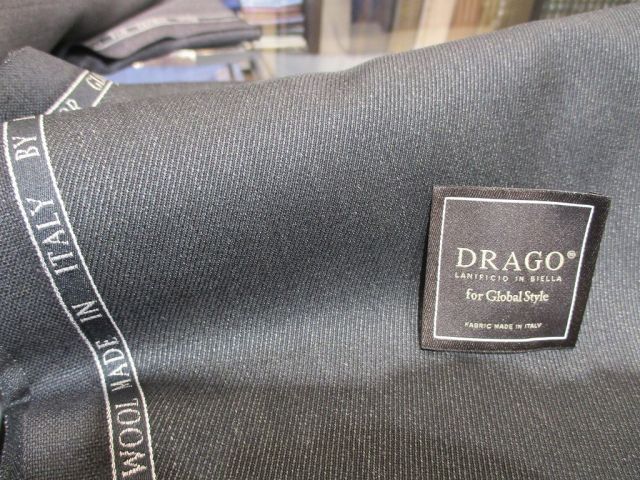 DRAGO®
LANIFICIO IN BIELLA
for Global Style
FABRIC MADE IN ITALY
WOOL MADE IN ITALY BY